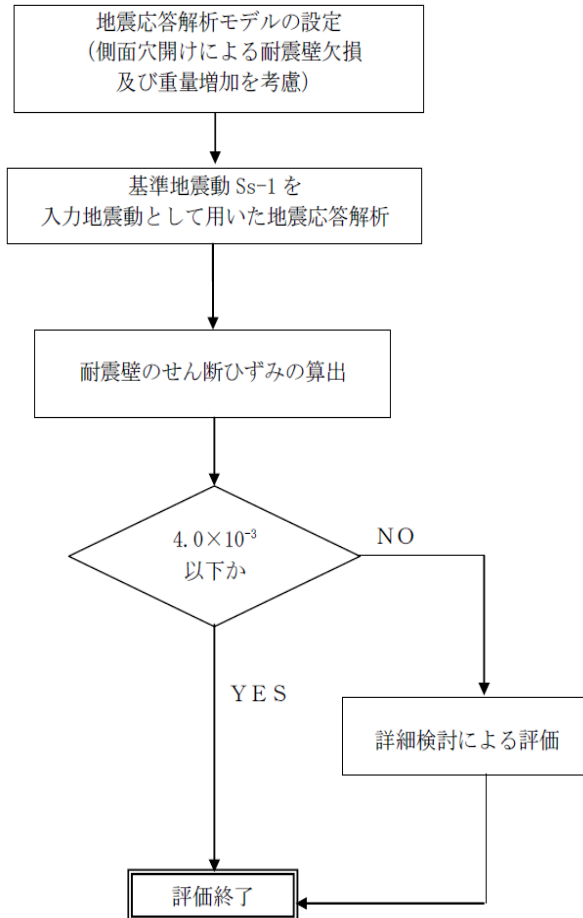 地震応答解析モデルの設定
（側面穴開けによる耐震壁欠損
及び重量増加を考慮）
基準地震動 Ss-1 を
入力地震動として用いた地震応答解析
耐震壁のせん断ひずみの算出
4.0×10⁻³
以下か
NO
YES
詳細検討による評価
評価終了